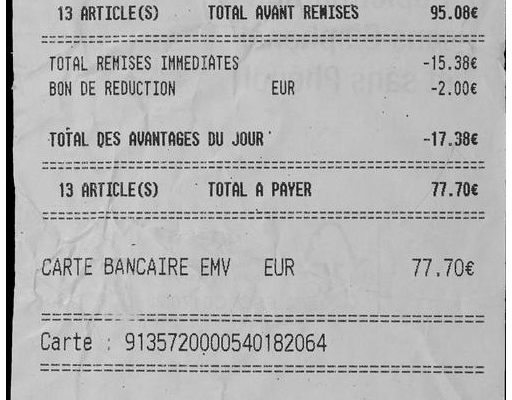 13 ARTICLE(S) TOTAL AVANT REMISES 95.08€
TOTAL REMISES IMMEDIATES -15.38€
BON DE REDUCTION EUR -2.00€
TOTAL DES AVANTAGES DU JOUR -17.38€
13 ARTICLE(S) TOTAL A PAYER 77.70€
CARTE BANCAIRE EMV EUR 77.70€
Carte : 9135720000540182064